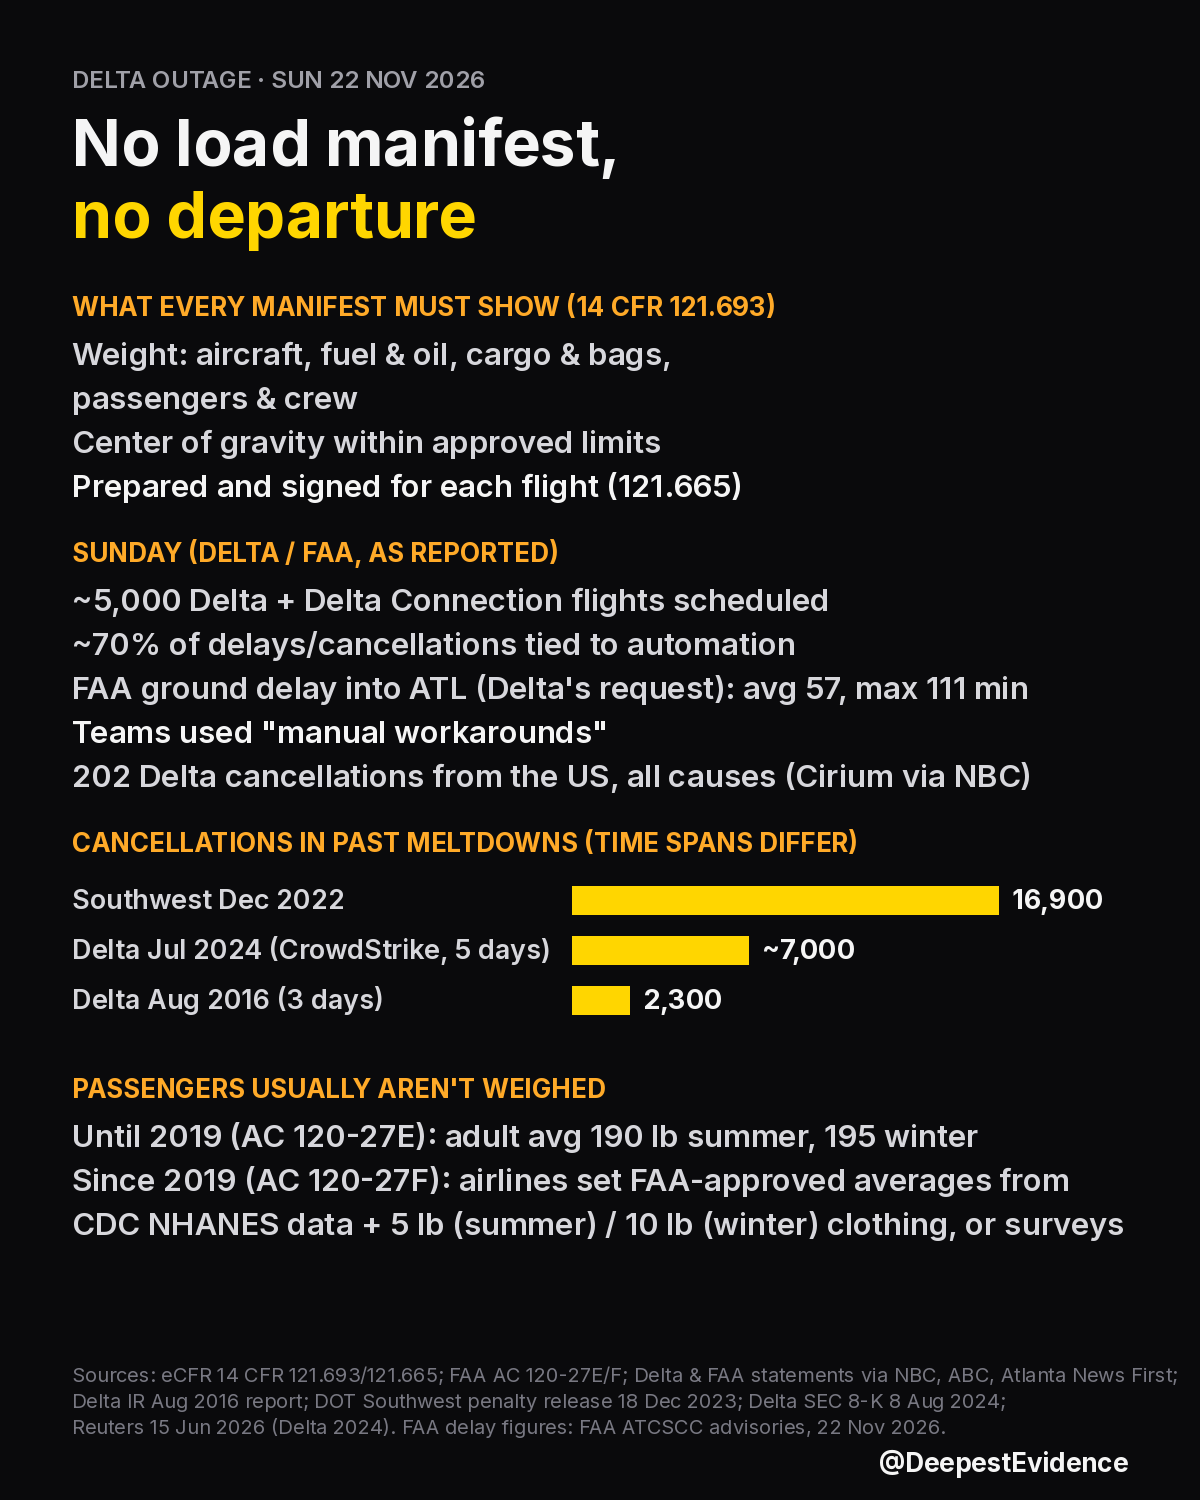 DELTA OUTAGE · SUN 22 NOV 2026
No load manifest,
no departure
WHAT EVERY MANIFEST MUST SHOW (14 CFR 121.693)
Weight: aircraft, fuel & oil, cargo & bags,
passengers & crew
Center of gravity within approved limits
Prepared and signed for each flight (121.665)
SUNDAY (DELTA / FAA, AS REPORTED)
~5,000 Delta + Delta Connection flights scheduled
~70% of delays/cancellations tied to automation
FAA ground delay into ATL (Delta's request): avg 57, max 111 min
Teams used "manual workarounds"
202 Delta cancellations from the US, all causes (Cirium via NBC)
CANCELLATIONS IN PAST MELTDOWNS (TIME SPANS DIFFER)
Southwest Dec 2022 16,900
Delta Jul 2024 (CrowdStrike, 5 days) ~7,000
Delta Aug 2016 (3 days) 2,300
PASSENGERS USUALLY AREN'T WEIGHED
Until 2019 (AC 120-27E): adult avg 190 lb summer, 195 winter
Since 2019 (AC 120-27F): airlines set FAA-approved averages from
CDC NHANES data + 5 lb (summer) / 10 lb (winter) clothing, or surveys
Sources: eCFR 14 CFR 121.693/121.665; FAA AC 120-27E/F; Delta & FAA statements via NBC, ABC, Atlanta News First;
Delta IR Aug 2016 report; DOT Southwest penalty release 18 Dec 2023; Delta SEC 8-K 8 Aug 2024;
Reuters 15 Jun 2026 (Delta 2024). FAA delay figures: FAA ATCSCC advisories, 22 Nov 2026.
@DeepestEvidence